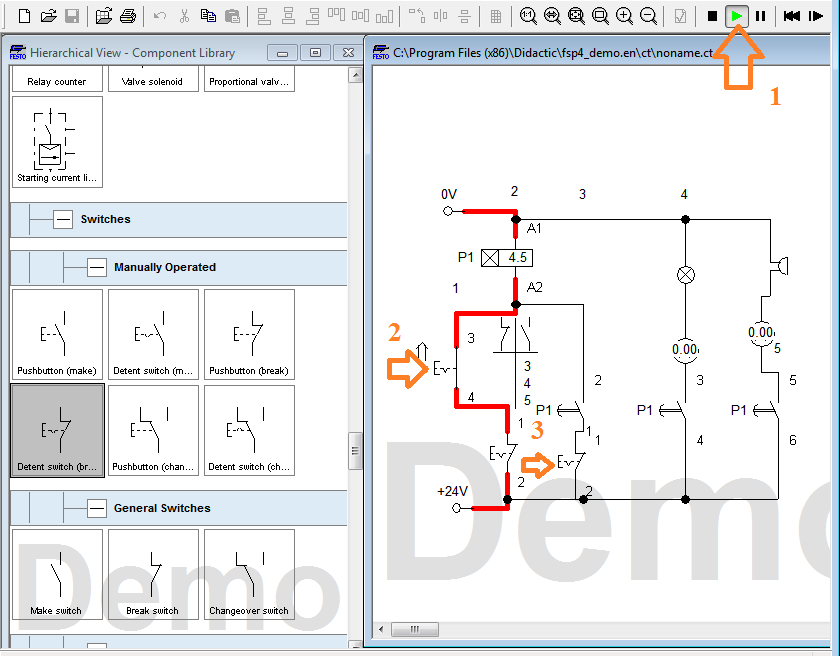 FESTO
Hierarchical View - Component Library
Relay counter
Valve solenoid
Proportional valv...
Starting current li...
Switches
Manually Operated
Pushbutton (make)
Detent switch (m...
Pushbutton (break)
Detent switch (br...
Pushbutton (chan...
Detent switch (ch...
General Switches
Make switch
Break switch
Changeover switch
Demo
FESTO
C:\Program Files (x86)\Didactic\fsp4_demo.en\ct\noname.ct
1
0V
2
3
4
A1
P1
4.5
1
A2
2
3
3
4
5
0.00
0.00
5
4
P1
2
P1
3
P1
5
1
3
1
1
4
6
2
2
+24V
Demo